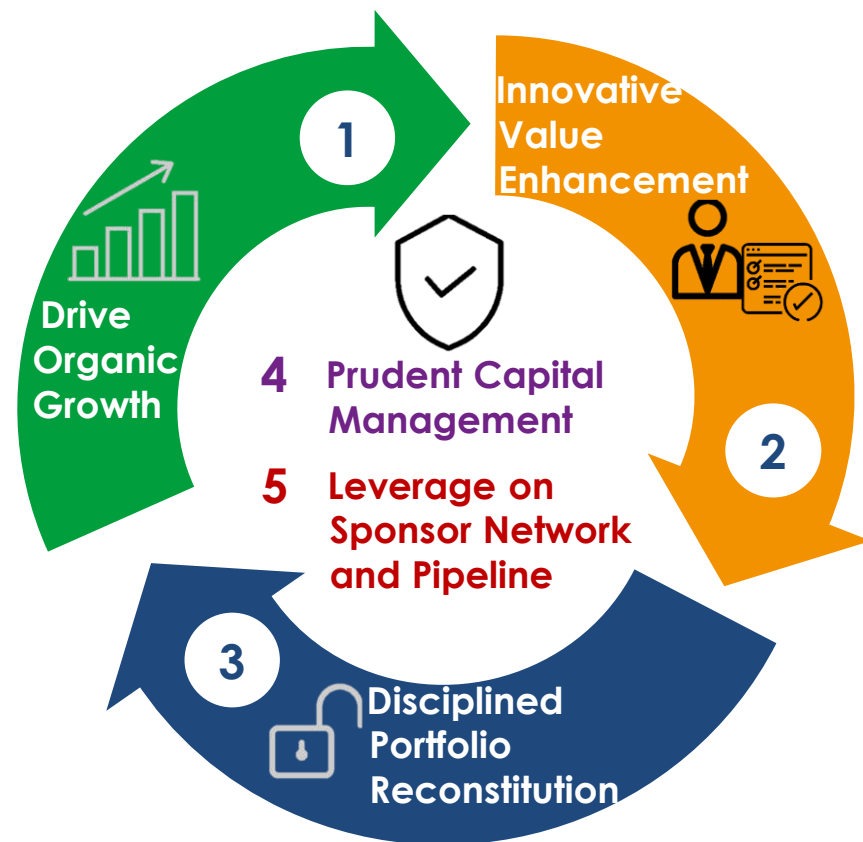 1
Drive
Organic
Growth
Innovative
Value
Enhancement
2
3
Disciplined
Portfolio
Reconstitution
4 Prudent Capital
Management
5 Leverage on
Sponsor Network
and Pipeline